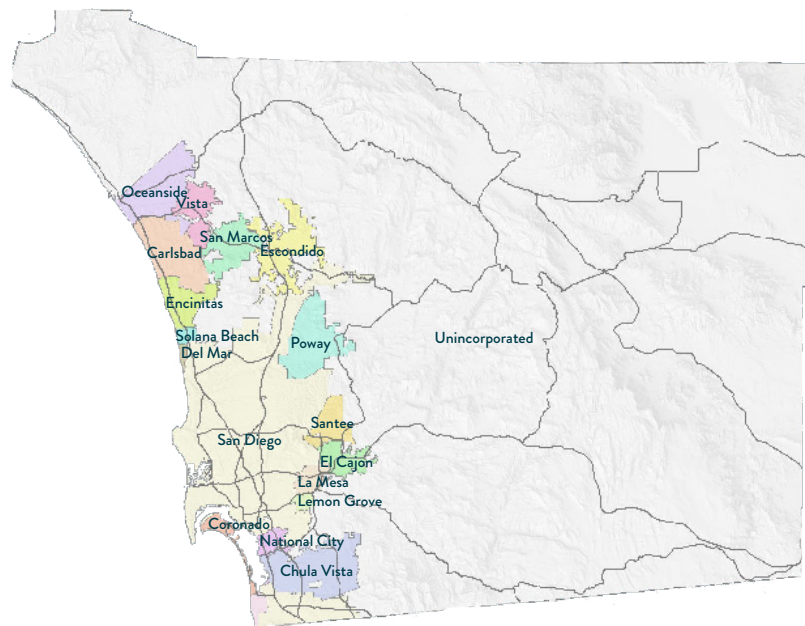 Oceanside
Vista
San Marcos
Carlsbad
Escondido
Encinitas
Solana Beach
Del Mar
Poway
Unincorporated
Santee
San Diego
El Cajon
La Mesa
Lemon Grove
Coronado
National City
Chula Vista